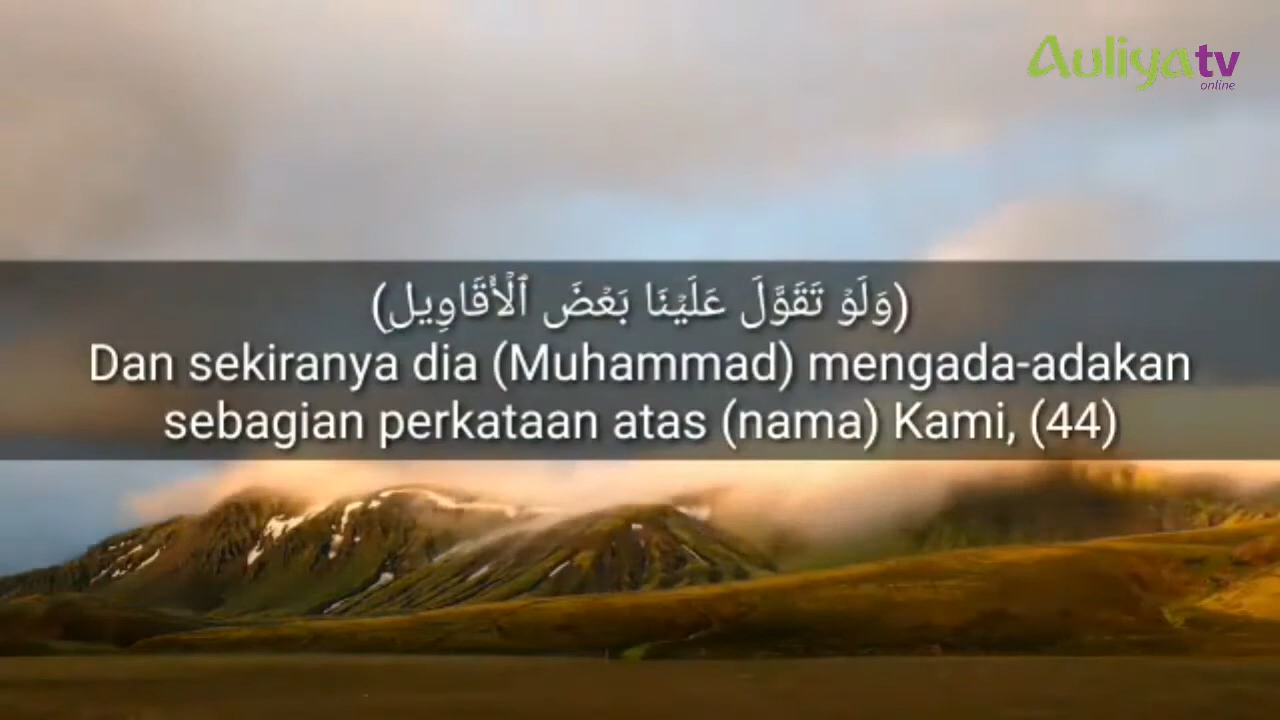 Auliyatv
online
(وَلَوۡ تَقَوَّلَ عَلَيۡنَا بَعۡضَ ٱلۡأَقَاوِيل)
Dan sekiranya dia (Muhammad) mengada-adakan
sebagian perkataan atas (nama) Kami, (44)